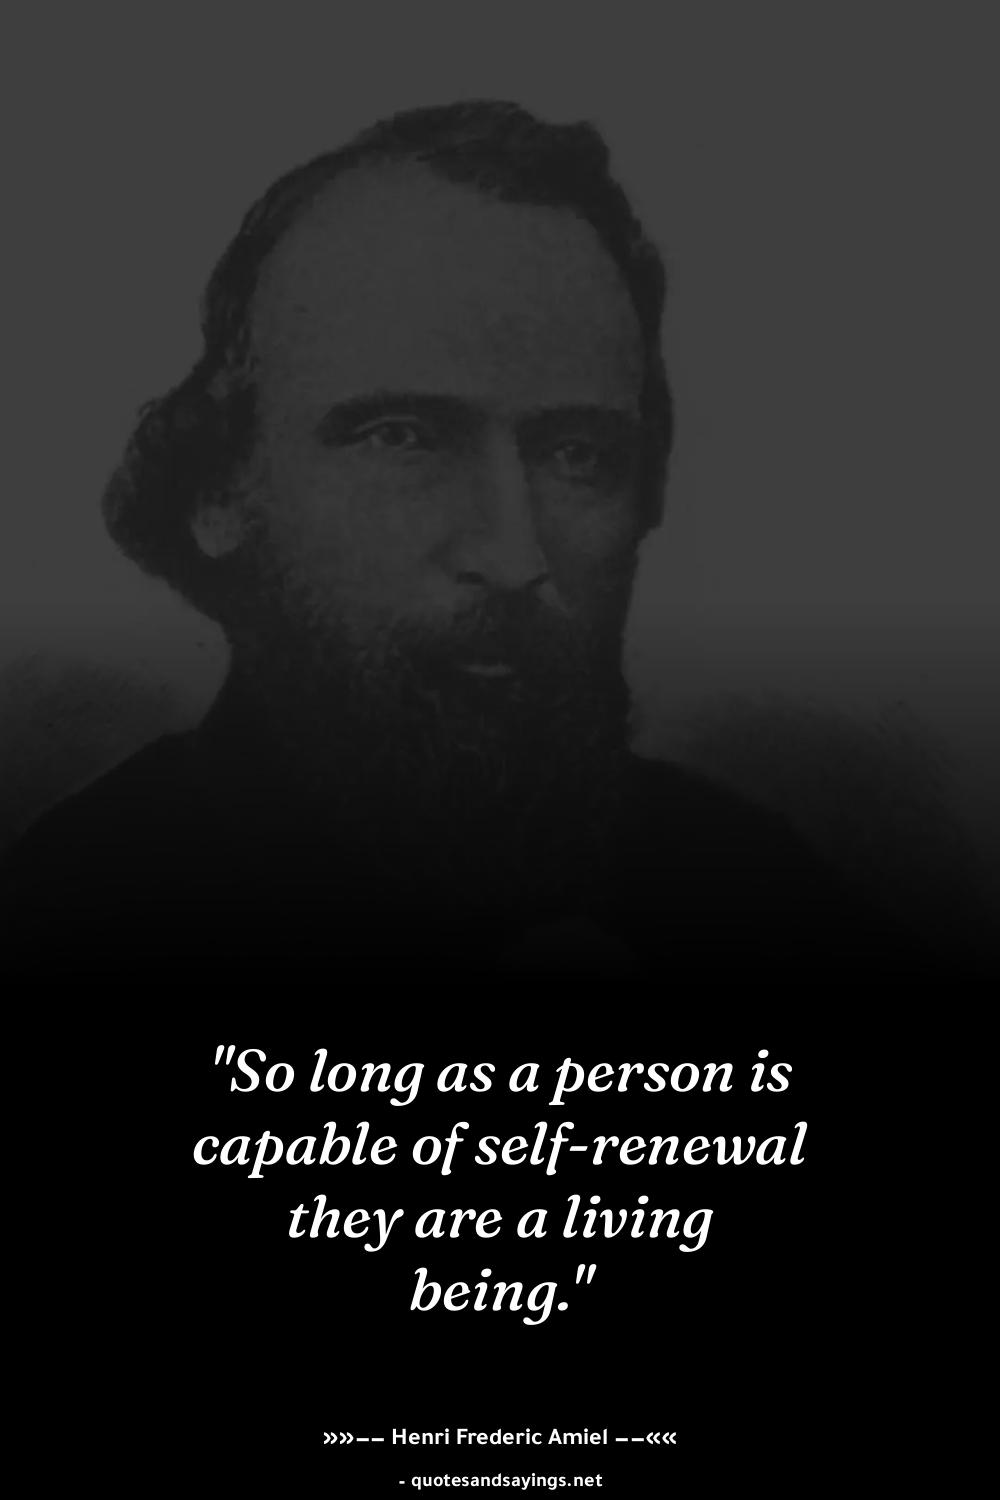 "So long as a person is
capable of self-renewal
they are a living
being."
»»–– Henri Frederic Amiel ––««
- quotesandsayings.net